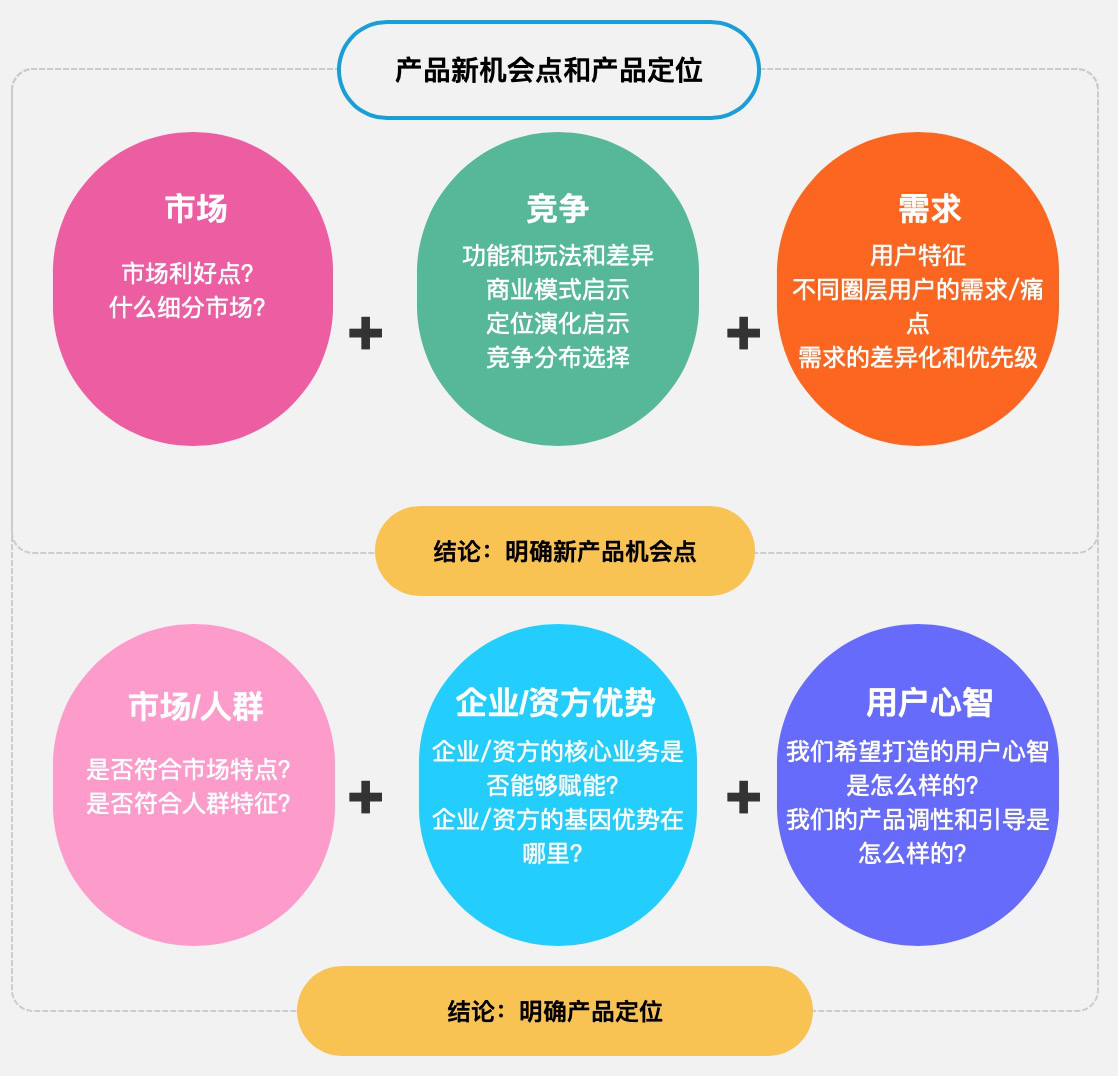 产品新机会点和产品定位
市场
市场利好点?
什么细分市场?
竞争
功能和玩法和差异
商业模式启示
定位演化启示
竞争分布选择
需求
用户特征
不同圈层用户的需求/痛
点
需求的差异化和优先级
结论：明确新产品机会点
市场/人群
是否符合市场特点?
是否符合人群特征?
企业/资方优势
企业/资方的核心业务是
否能够赋能?
企业/资方的基因优势在
哪里?
用户心智
我们希望打造的用户心智
是怎么样的?
我们的产品调性和引导是
怎么样的?
结论：明确产品定位